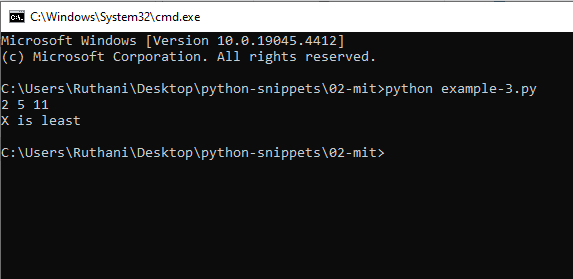 C:\Windows\System32\cmd.exe
Microsoft Windows [Version 10.0.19045.4412]
(c) Microsoft Corporation. All rights reserved.
C:\Users\Ruthani\Desktop\python-snippets\02-mit>python example-3.py
2 5 11
X is least
C:\Users\Ruthani\Desktop\python-snippets\02-mit>